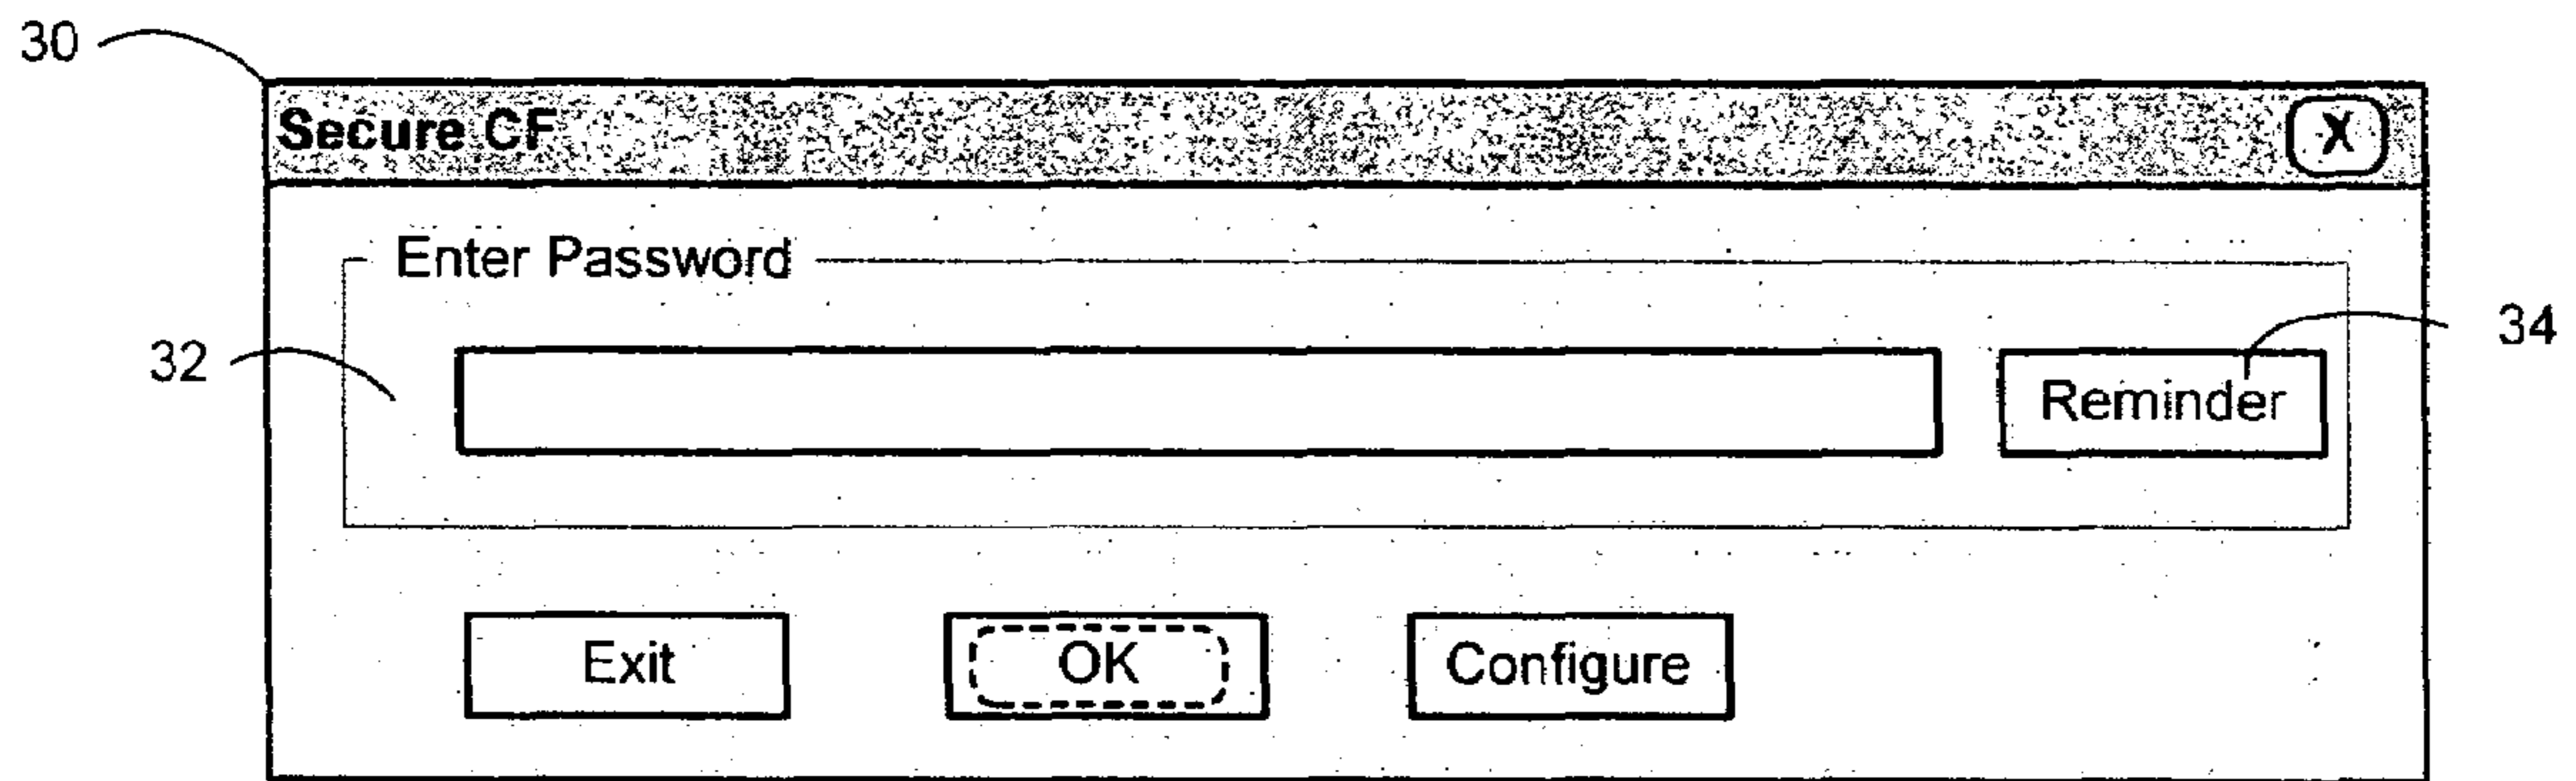 30
Secure CF X
Enter Password
32 Reminder 34
Exit OK Configure